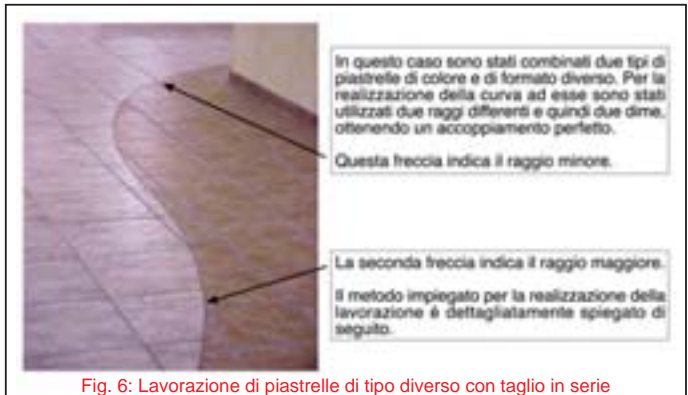 In questo caso sono stati combinati due tipi di
piastrelle di colore e di formato diverso. Per la
realizzazione della curva ad esse sono stati
utilizzati due raggi differenti e quindi due dime,
ottenendo un accoppiamento perfetto.
Questa freccia indica il raggio minore.
La seconda freccia indica il raggio maggiore.
Il metodo impiegato per la realizzazione della
lavorazione é dettagliatamente spiegato di
seguito.
Fig. 6: Lavorazione di piastrelle di tipo diverso con taglio in serie